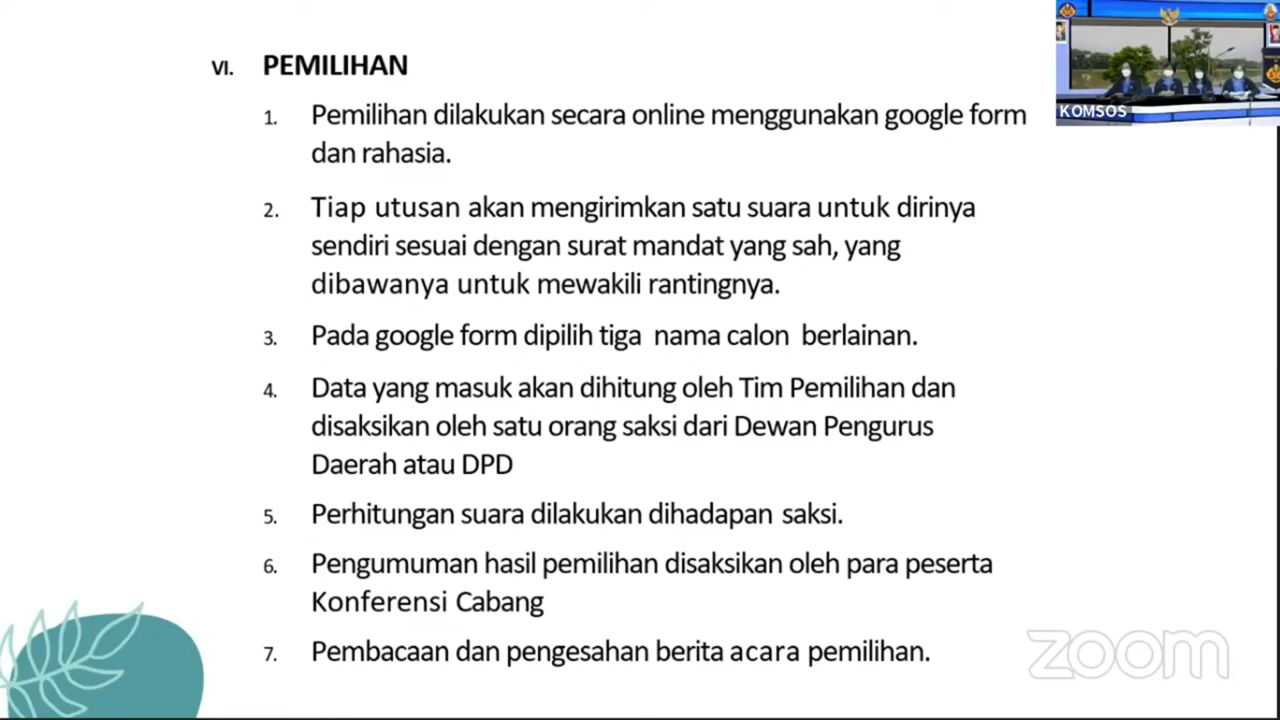 VI. PEMILIHAN
1. Pemilihan dilakukan secara online menggunakan google form
dan rahasia.
2. Tiap utusan akan mengirimkan satu suara untuk dirinya
sendiri sesuai dengan surat mandat yang sah, yang
dibawanya untuk mewakili rantingnya.
3. Pada google form dipilih tiga nama calon berlainan.
4. Data yang masuk akan dihitung oleh Tim Pemilihan dan
disaksikan oleh satu orang saksi dari Dewan Pengurus
Daerah atau DPD
5. Perhitungan suara dilakukan dihadapan saksi.
6. Pengumuman hasil pemilihan disaksikan oleh para peserta
Konferensi Cabang
7. Pembacaan dan pengesahan berita acara pemilihan.
KOMSOS
zoom